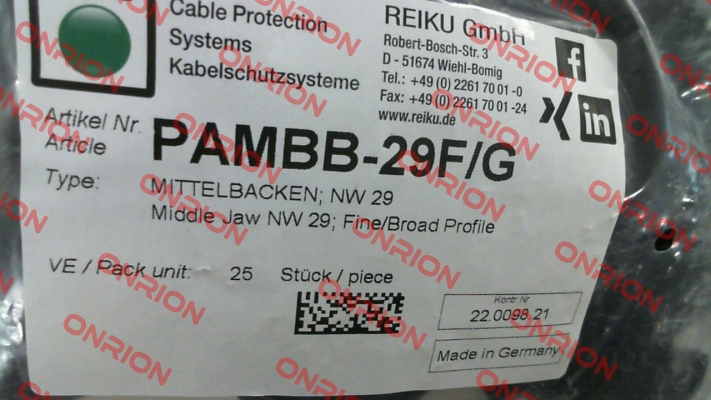 Cable Protection
Systems
Kabelschutzsysteme
REIKU GmbH
Robert-Bosch-Str. 3
D - 51674 Wiehl-Bomig
Tel.: +49 (0) 2261 70 01 -0
Fax: +49 (0) 2261 70 01 -24
www.reiku.de
f
in
Artikel Nr.
Article
PAMBB-29F/G
Type:
MITTELBACKEN; NW 29
Middle Jaw NW 29; Fine/Broad Profile
VE / Pack unit: 25 Stück / piece
Kontr Nr
22.0098.21
Made in Germany
ONRION